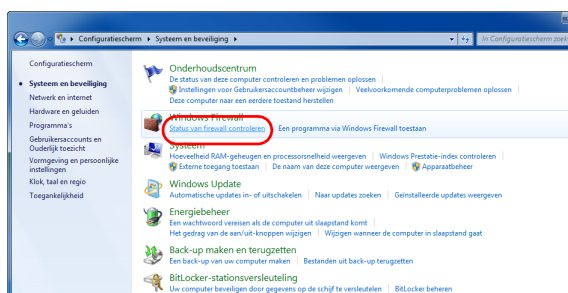 Configuratiescherm ▸ Systeem en beveiliging ▸
In Configuratiescherm zoek
Configuratiescherm
Systeem en beveiliging
Netwerk en internet
Hardware en geluiden
Programma's
Gebruikersaccounts en
Ouderlijk toezicht
Vormgeving en persoonlijke
instellingen
Klok, taal en regio
Toegankelijkheid
Onderhoudscentrum
De status van deze computer controleren en problemen oplossen
Instellingen voor Gebruikersaccountbeheer wijzigen | Veelvoorkomende computerproblemen oplossen
Deze computer naar een eerdere toestand herstellen
Windows Firewall
Status van firewall controleren | Een programma via Windows Firewall toestaan
Systeem
Hoeveelheid RAM-geheugen en processorsnelheid weergeven | Windows Prestatie-index controleren
Externe toegang toestaan | De naam van deze computer weergeven | Apparaatbeheer
Windows Update
Automatische updates in- of uitschakelen | Naar updates zoeken | Geïnstalleerde updates weergeven
Energiebeheer
Een wachtwoord vereisen als de computer uit slaapstand komt
Het gedrag van de aan/uit-knoppen wijzigen | Wijzigen wanneer de computer in slaapstand gaat
Back-up maken en terugzetten
Een back-up van uw computer maken | Bestanden uit back-up terugzetten
BitLocker-stationsversleuteling
Uw computer beveiligen door gegevens op de schijf te versleutelen | BitLocker beheren